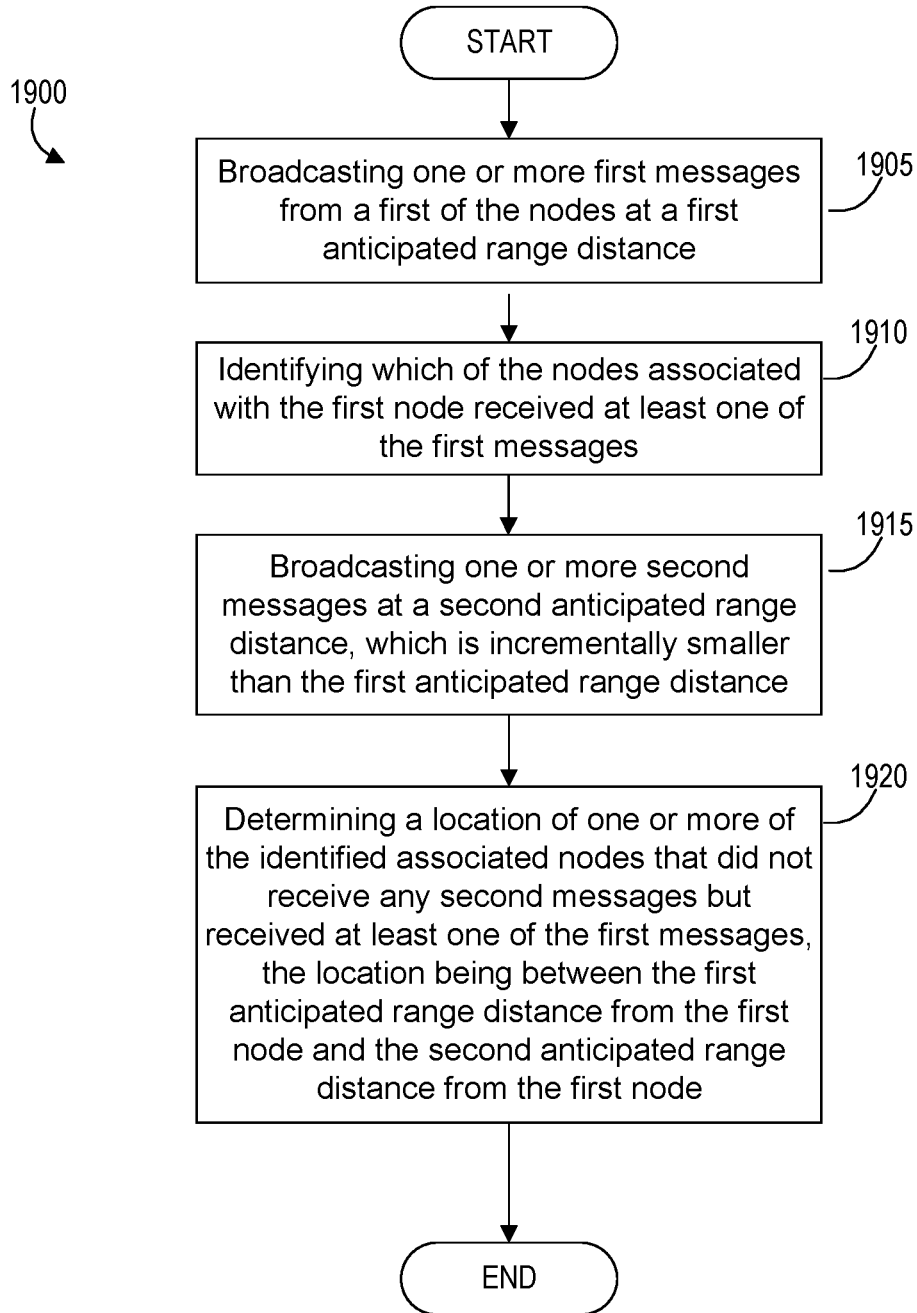 START
1900
Broadcasting one or more first messages
from a first of the nodes at a first
anticipated range distance
1905
Identifying which of the nodes associated
with the first node received at least one of
the first messages
1910
Broadcasting one or more second
messages at a second anticipated range
distance, which is incrementally smaller
than the first anticipated range distance
1915
Determining a location of one or more of
the identified associated nodes that did not
receive any second messages but
received at least one of the first messages,
the location being between the first
anticipated range distance from the first
node and the second anticipated range
distance from the first node
1920
END